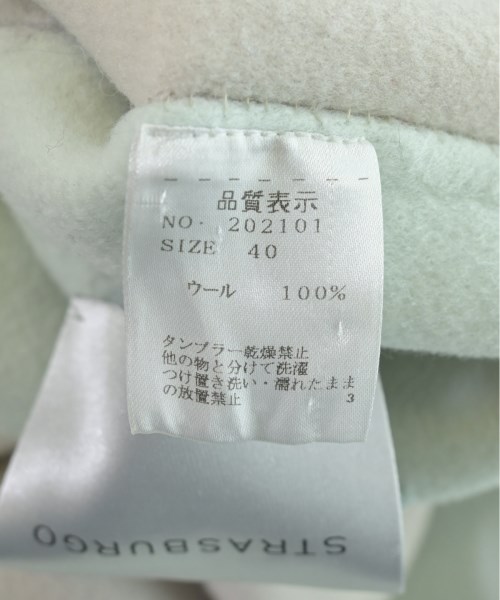 品質表示
NO. 202101
SIZE 40
ウール 100%
タンブラー乾燥禁止
他の物と分けて洗濯
つけ置き洗い・濡れたまま
の放置禁止 3
STRASBURGO